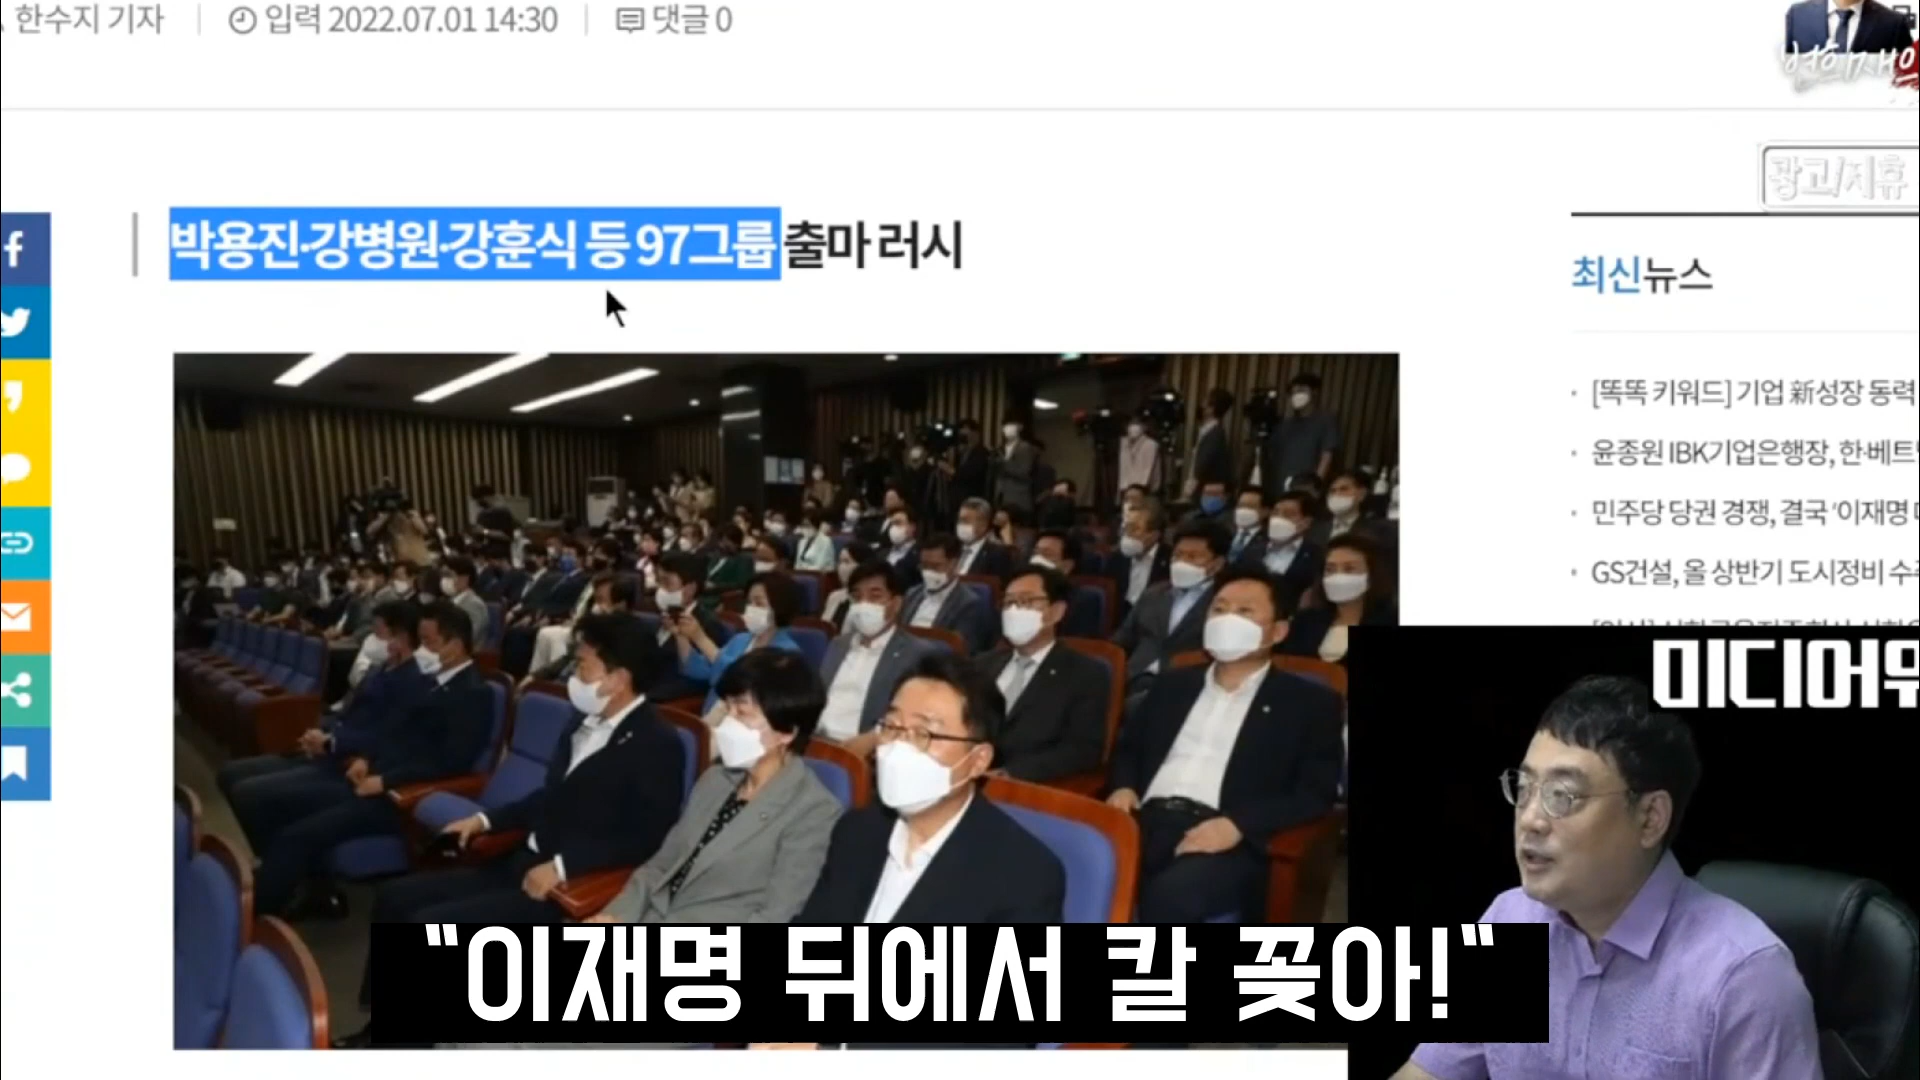 한수지 기자 | 입력 2022.07.01 14:30 | 댓글 0
변희재의
광고/제휴
박용진·강병원·강훈식 등 97그룹 출마 러시
최신뉴스
· [똑똑 키워드] 기업 新성장 동력
· 윤종원 IBK기업은행장, 한·베트
· 민주당 당권 경쟁, 결국 '이재명
· GS건설, 올 상반기 도시정비 수
미디어워
"이재명 뒤에서 칼 꽂아!"